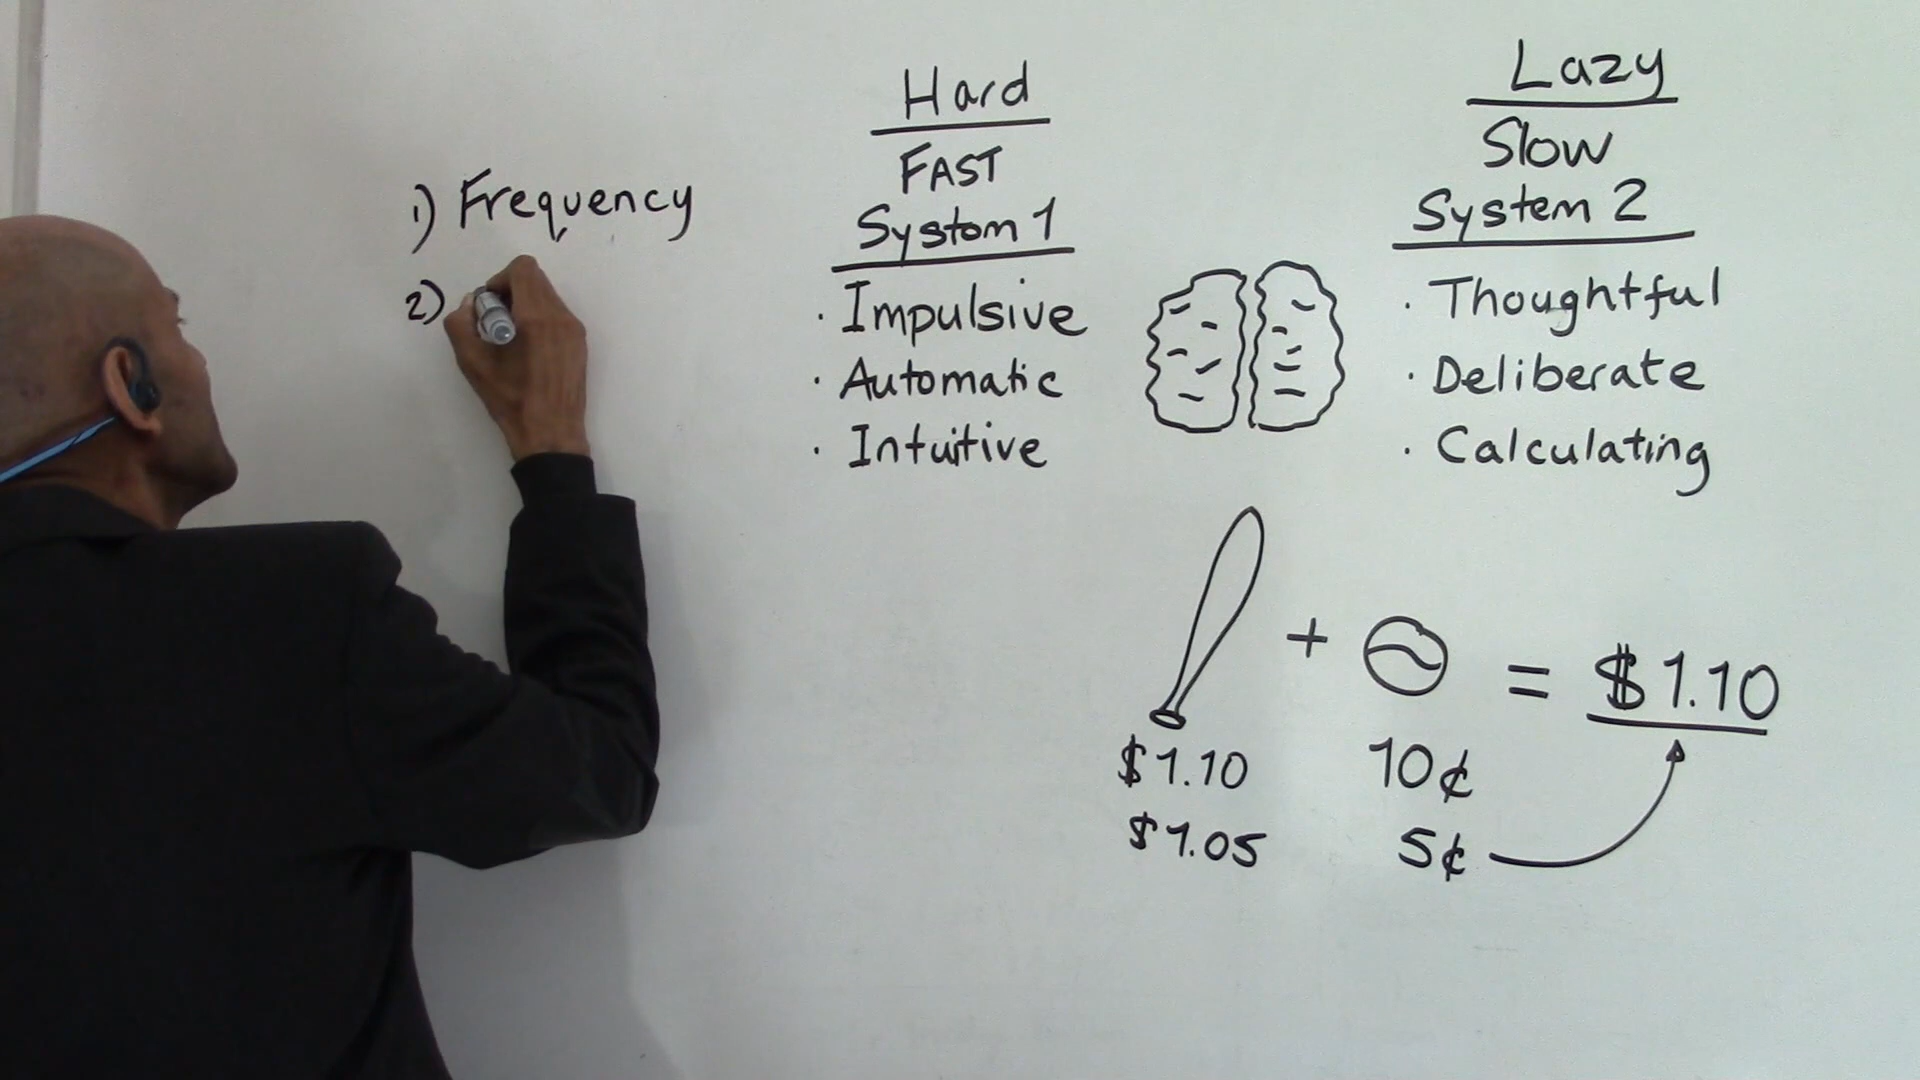 1) Frequency
2)
Hard
FAST
Systom 1
· Impulsive
· Automatic
· Intuitive
Lazy
Slow
System 2
· Thoughtful
· Deliberate
· Calculating
+ = $1.10
$1.10 10¢
$1.05 5¢